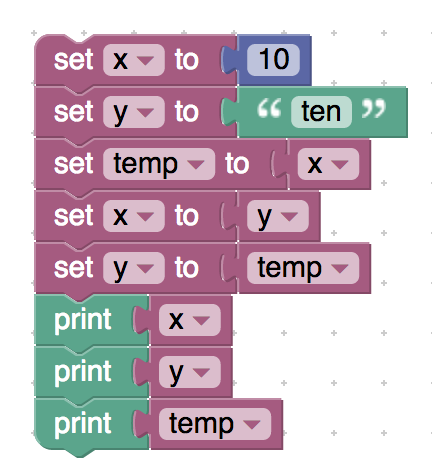 set x to 10
set y to “ ten ”
set temp to x
set x to y
set y to temp
print x
print y
print temp